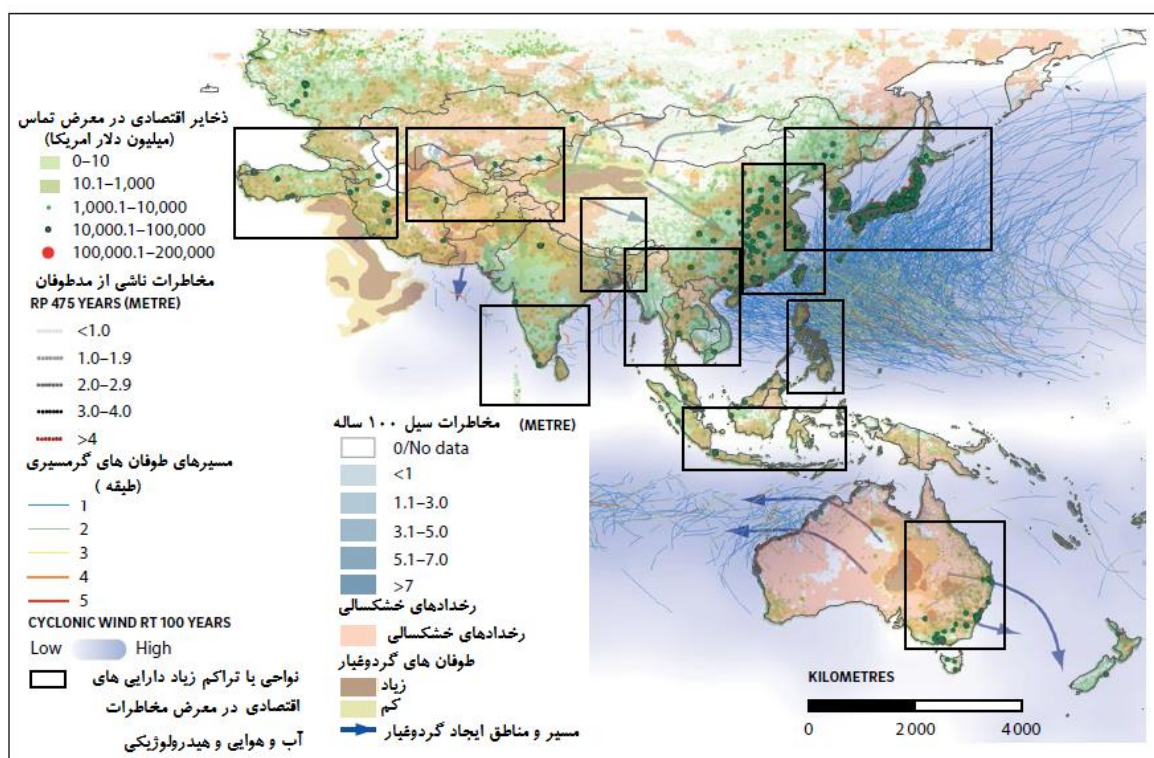 ذخایر اقتصادی در معرض تماس
(میلیون دلار امریکا)
0–10
10.1–1,000
1,000.1–10,000
10,000.1–100,000
100,000.1–200,000
مخاطرات ناشی از مدطوفان
RP 475 YEARS (METRE)
<1.0
1.0–1.9
2.0–2.9
3.0–4.0
>4
مسیرهای طوفان های گرمسیری
(طبقه )
1
2
3
4
5
CYCLONIC WIND RT 100 YEARS
Low High
نواحی با تراکم زیاد دارایی های
اقتصادی در معرض مخاطرات
آب و هوایی و هیدرولوژیکی
مخاطرات سیل ۱۰۰ ساله (METRE)
0/No data
<1
1.1–3.0
3.1–5.0
5.1–7.0
>7
رخدادهای خشکسالی
رخدادهای خشکسالی
طوفان های گردوغبار
زیاد
کم
مسیر و مناطق ایجاد گردوغبار
KILOMETRES
0 2000 4000